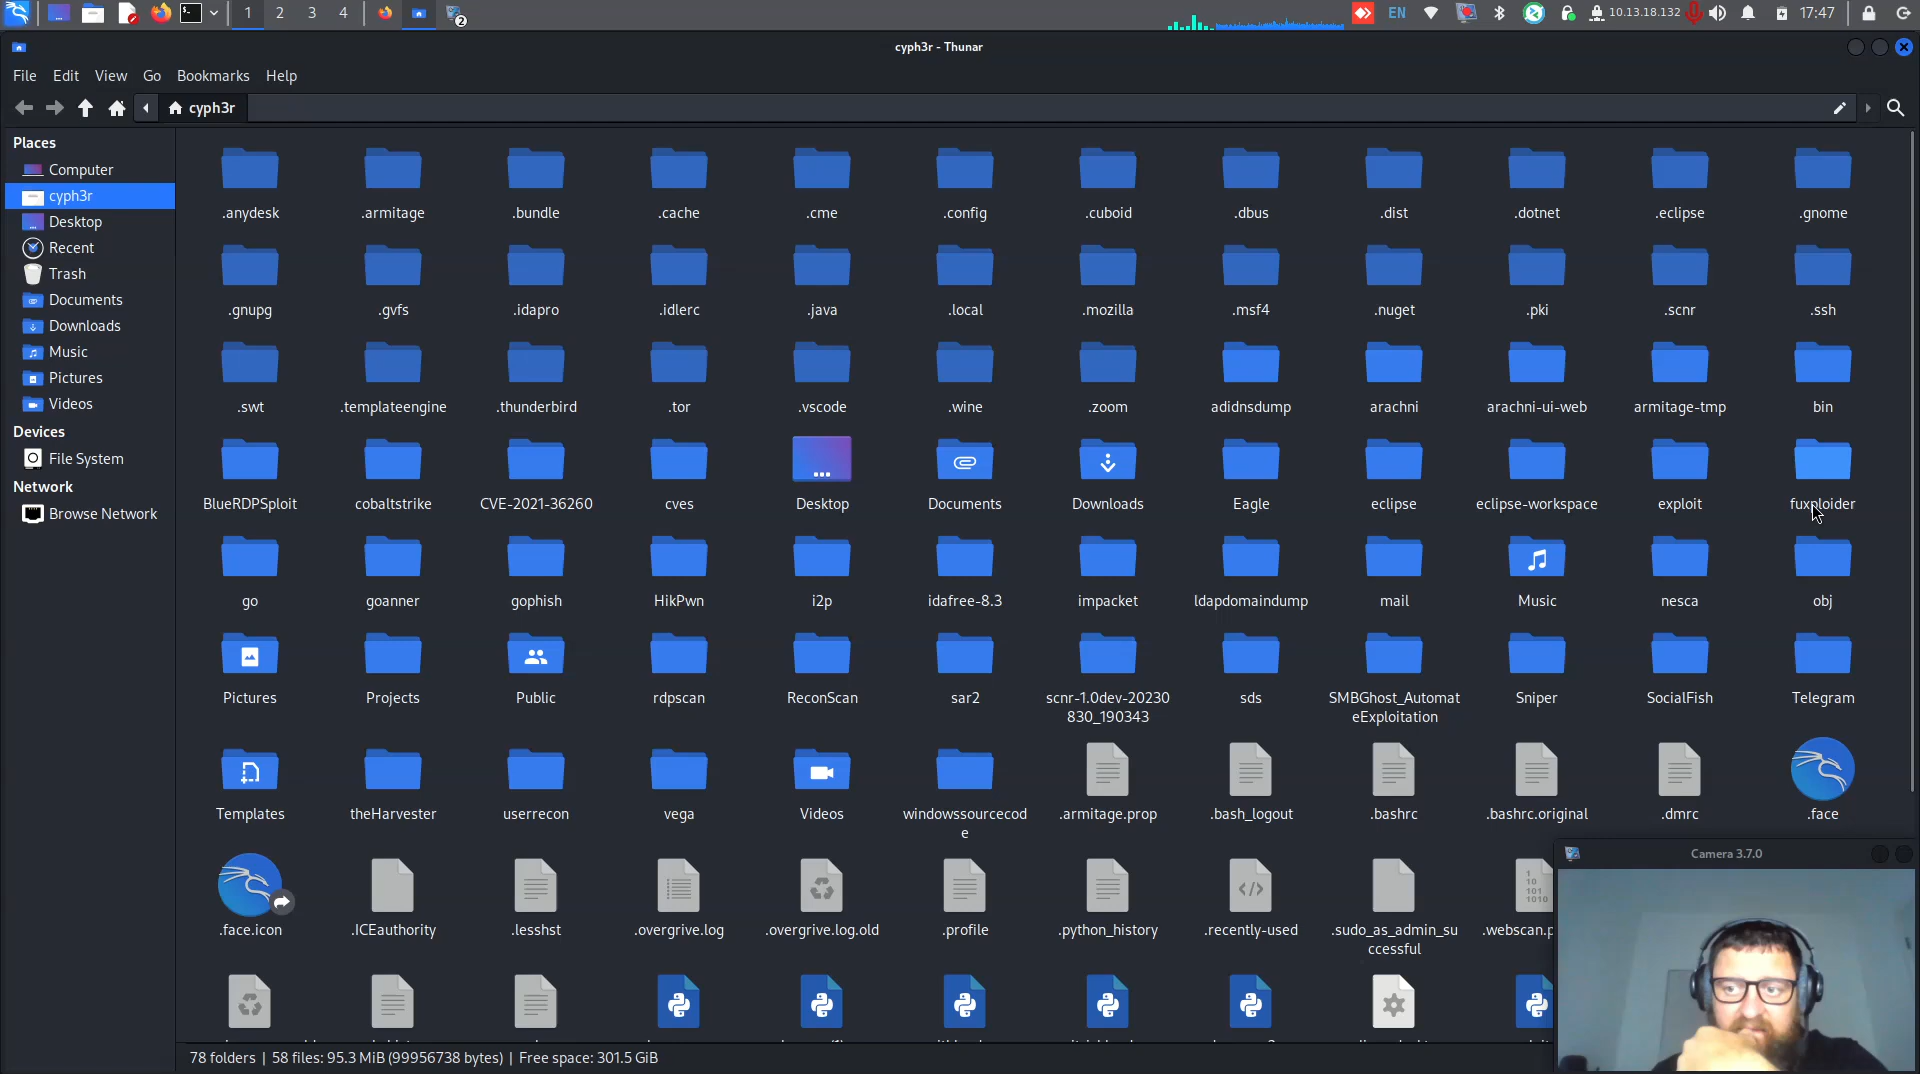 1 2 3 4 2 EN 10.13.18.132 17:47
cyph3r - Thunar
File Edit View Go Bookmarks Help
cyph3r
Places
Computer
cyph3r
Desktop
Recent
Trash
Documents
Downloads
Music
Pictures
Videos
Devices
File System
Network
Browse Network
.anydesk .armitage .bundle .cache .cme .config .cuboid .dbus .dist .dotnet .eclipse .gnome
.gnupg .gvfs .idapro .idlerc .java .local .mozilla .msf4 .nuget .pki .scnr .ssh
.swt .templateengine .thunderbird .tor .vscode .wine .zoom adidnsdump arachni arachni-ui-web armitage-tmp bin
BlueRDPSploit cobaltstrike CVE-2021-36260 cves Desktop Documents Downloads Eagle eclipse eclipse-workspace exploit fuxploider
go goanner gophish HikPwn i2p idafree-8.3 impacket ldapdomaindump mail Music nesca obj
Pictures Projects Public rdpscan ReconScan sar2 scnr-1.0dev-20230 sds SMBGhost_Automat Sniper SocialFish Telegram
830_190343 eExploitation
Templates theHarvester userrecon vega Videos windowssourcecod .armitage.prop .bash_logout .bashrc .bashrc.original .dmrc .face
e
Camera 3.7.0
.face.icon .ICEauthority .lesshst .overgrive.log .overgrive.log.old .profile .python_history .recently-used .sudo_as_admin_su .webscan.p
ccessful
78 folders | 58 files: 95.3 MiB (99956738 bytes) | Free space: 301.5 GiB